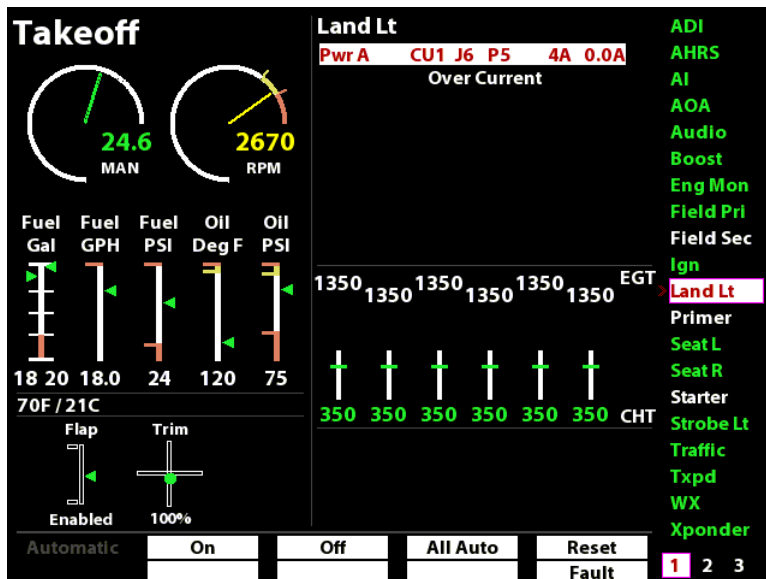 Takeoff
24.6
MAN
2670
RPM
Fuel Fuel Fuel Oil Oil
Gal GPH PSI Deg F PSI
18 20 18.0 24 120 75
70F / 21C
Flap Trim
Enabled 100%
Land Lt
Pwr A CU1 J6 P5 4A 0.0A
Over Current
1350 1350 1350 1350 1350 1350 EGT
350 350 350 350 350 350 CHT
ADI
AHRS
AI
AOA
Audio
Boost
Eng Mon
Field Pri
Field Sec
Ign
Land Lt
Primer
Seat L
Seat R
Starter
Strobe Lt
Traffic
Txpd
WX
Xponder
1 2 3
Automatic On Off All Auto Reset
Fault